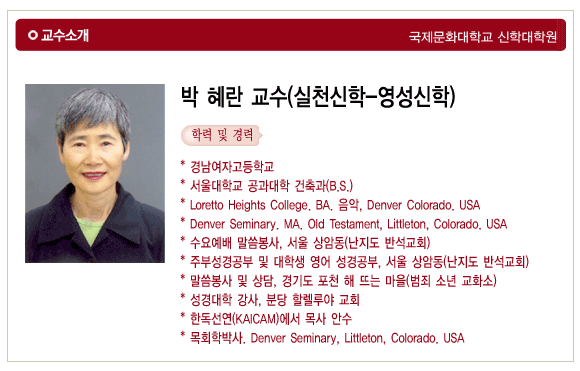 교수소개
국제문화대학교 신학대학원
박 혜란 교수(실천신학-영성신학)
학력 및 경력
* 경남여자고등학교
* 서울대학교 공과대학 건축과(B.S.)
* Loretto Heights College. BA. 음악, Denver Colorado. USA
* Denver Seminary. MA. Old Testament, Littleton, Colorado. USA
* 수요예배 말씀봉사, 서울 상암동(난지도 반석교회)
* 주부성경공부 및 대학생 영어 성경공부, 서울 상암동(난지도 반석교회)
* 말씀봉사 및 상담, 경기도 포천 해 뜨는 마을(범죄 소년 교화소)
* 성경대학 강사, 분당 할렐루야 교회
* 한독선연(KAICAM)에서 목사 안수
* 목회학박사. Denver Seminary, Littleton, Colorado. USA